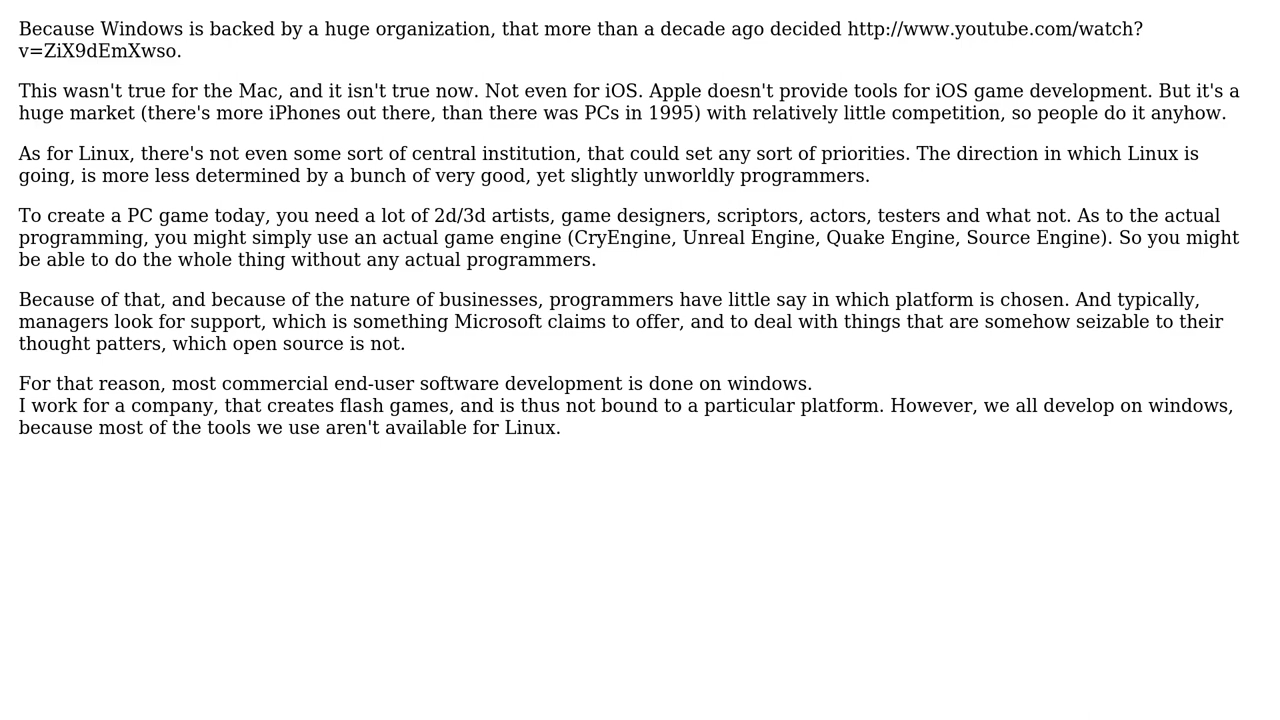 Because Windows is backed by a huge organization, that more than a decade ago decided http://www.youtube.com/watch?
v=ZiX9dEmXwso.
This wasn't true for the Mac, and it isn't true now. Not even for iOS. Apple doesn't provide tools for iOS game development. But it's a
huge market (there's more iPhones out there, than there was PCs in 1995) with relatively little competition, so people do it anyhow.
As for Linux, there's not even some sort of central institution, that could set any sort of priorities. The direction in which Linux is
going, is more less determined by a bunch of very good, yet slightly unworldly programmers.
To create a PC game today, you need a lot of 2d/3d artists, game designers, scriptors, actors, testers and what not. As to the actual
programming, you might simply use an actual game engine (CryEngine, Unreal Engine, Quake Engine, Source Engine). So you might
be able to do the whole thing without any actual programmers.
Because of that, and because of the nature of businesses, programmers have little say in which platform is chosen. And typically,
managers look for support, which is something Microsoft claims to offer, and to deal with things that are somehow seizable to their
thought patters, which open source is not.
For that reason, most commercial end-user software development is done on windows.
I work for a company, that creates flash games, and is thus not bound to a particular platform. However, we all develop on windows,
because most of the tools we use aren't available for Linux.